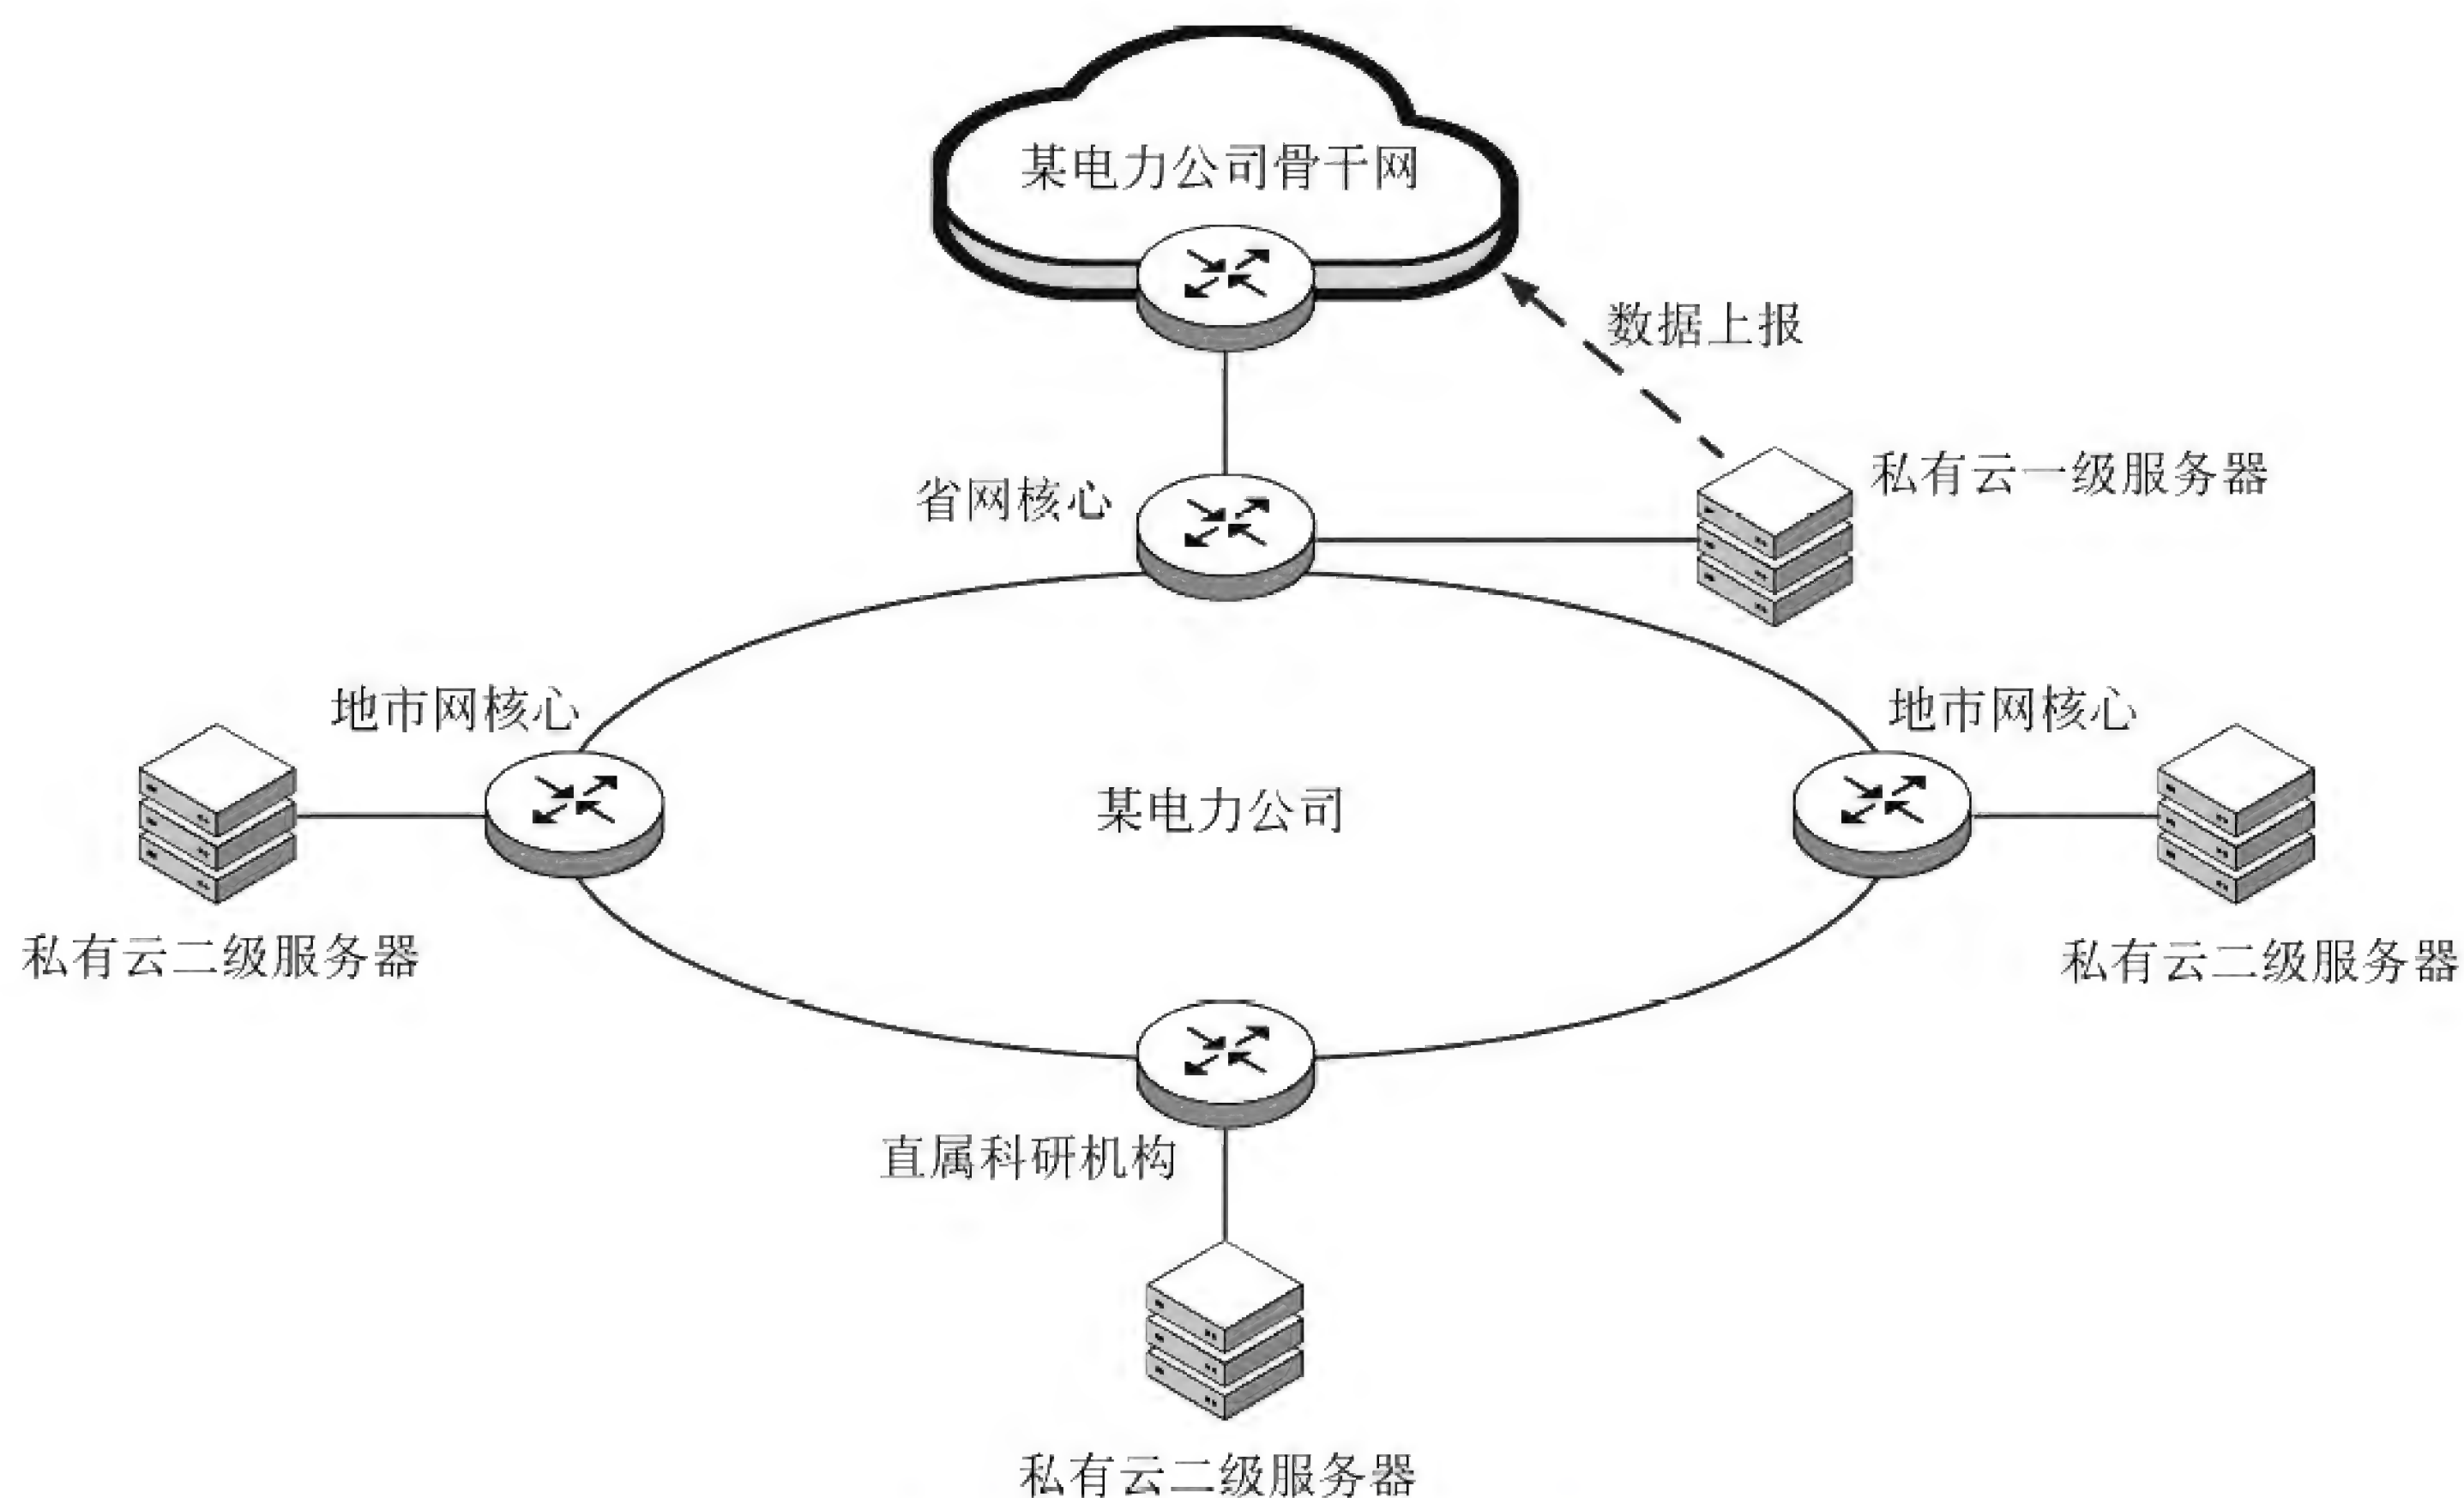 某电力公司骨干网
数据上报
私有云一级服务器
省网核心
地市网核心
地市网核心
某电力公司
私有云二级服务器
私有云二级服务器
直属科研机构
私有云二级服务器